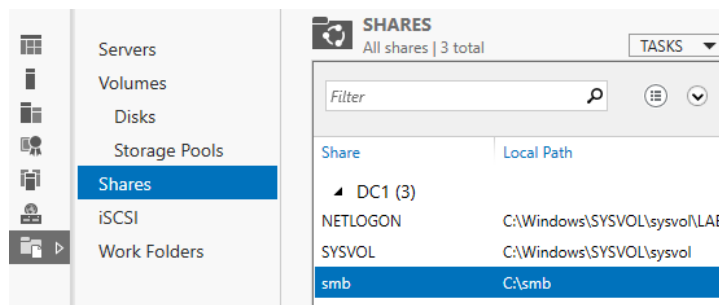 Servers
Volumes
Disks
Storage Pools
Shares
iSCSI
Work Folders
SHARES
All shares | 3 total
TASKS
Filter
Share Local Path
DC1 (3)
NETLOGON C:\Windows\SYSVOL\sysvol\LAB
SYSVOL C:\Windows\SYSVOL\sysvol
smb C:\smb